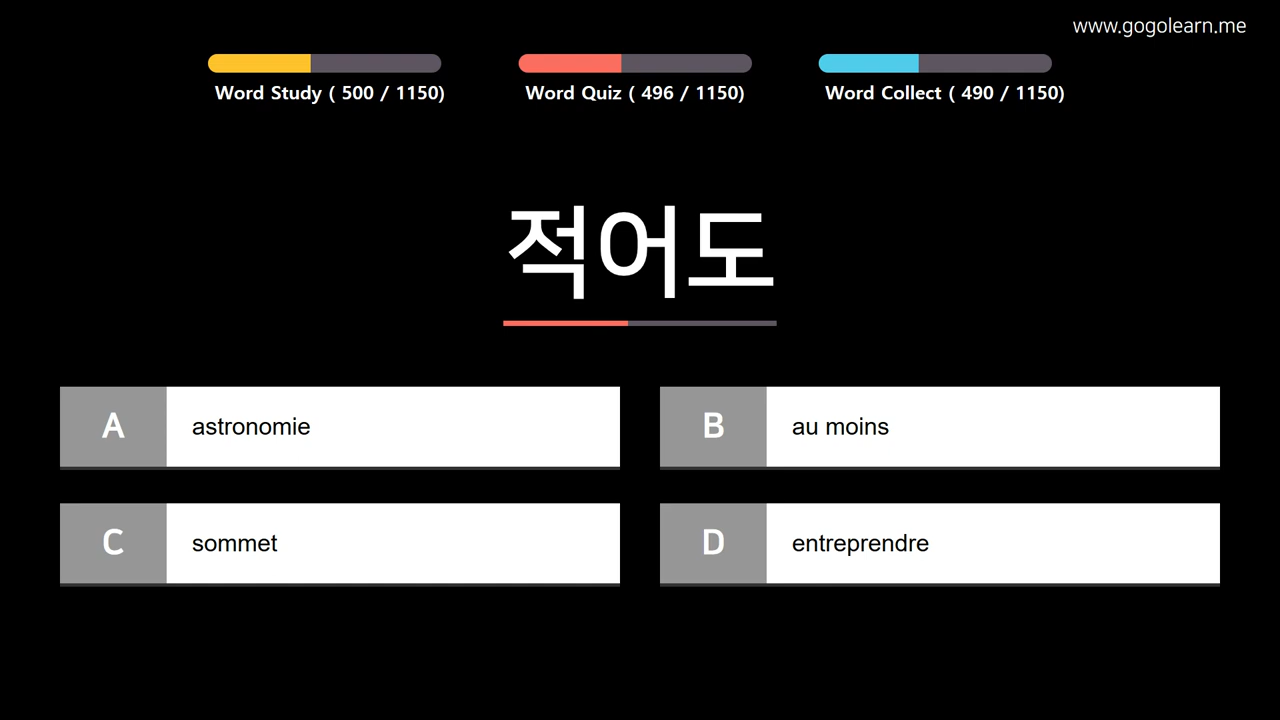 www.gogolearn.me
Word Study ( 500 / 1150)
Word Quiz ( 496 / 1150)
Word Collect ( 490 / 1150)
적어도
A astronomie
B au moins
C sommet
D entreprendre